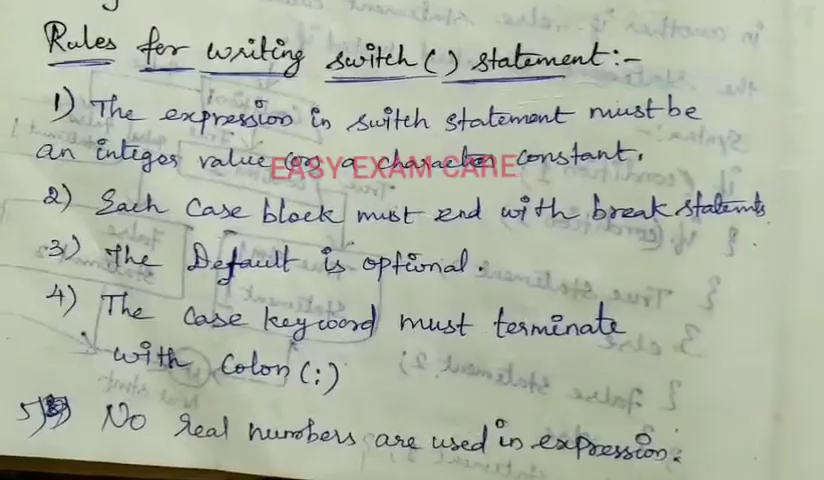 Rules for writing switch() statement:-
1) The expression in switch statement must be
an integer value (or) a character constant.
EASY EXAM CARE
2) Each Case block must end with break statements
3) The Default is optional.
4) The case keyword must terminate
with colon(:)
5) No real numbers are used in expression.